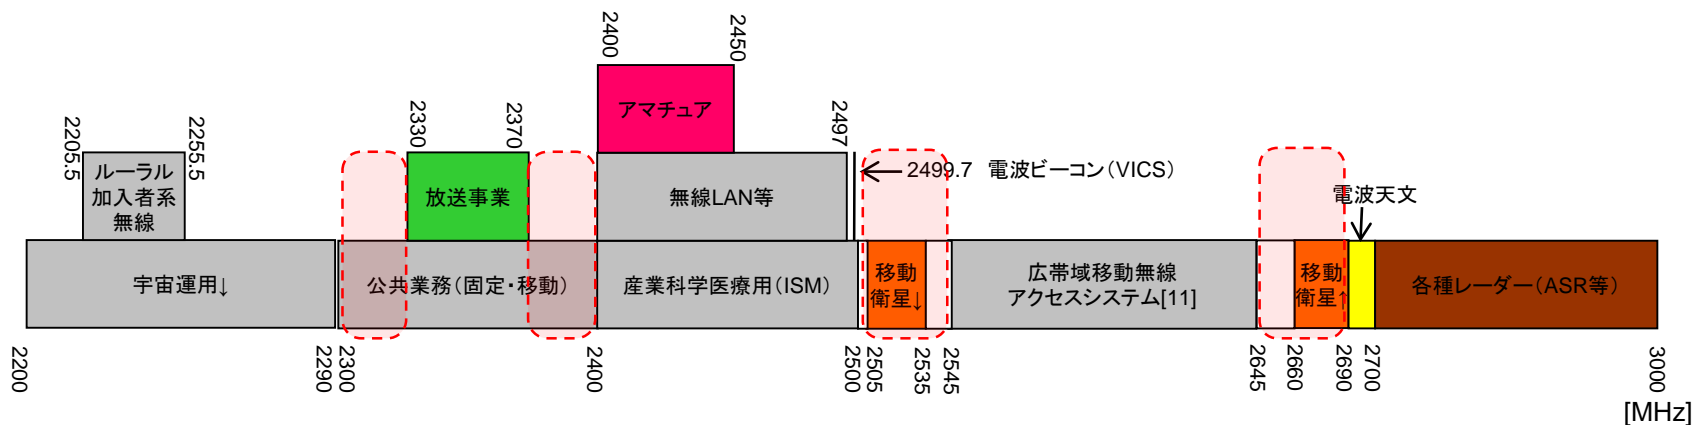 2400
2450
2330
2370
2497
2205.5
2255.5
アマチュア
ルーラル
加入者系
無線
放送事業
無線LAN等
2499.7 電波ビーコン(VICS)
電波天文
宇宙運用↓
公共業務(固定・移動)
産業科学医療用(ISM)
移動
衛星↓
広帯域移動無線
アクセスシステム[11]
移動
衛星↑
各種レーダー(ASR等)
2200
2290
2300
2400
2500
2505
2535
2545
2645
2660
2690
2700
3000
[MHz]